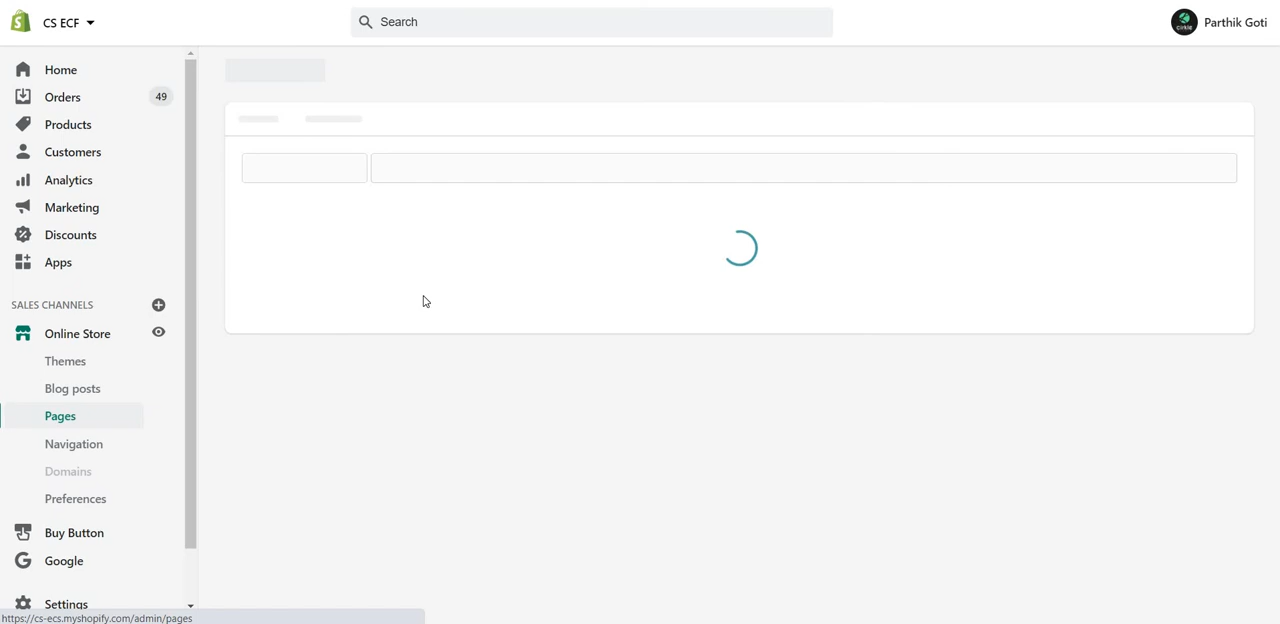 CS ECF
Search
Parthik Goti
Home
Orders 49
Products
Customers
Analytics
Marketing
Discounts
Apps
SALES CHANNELS
Online Store
Themes
Blog posts
Pages
Navigation
Domains
Preferences
Buy Button
Google
Settings
https://cs-ecs.myshopify.com/admin/pages